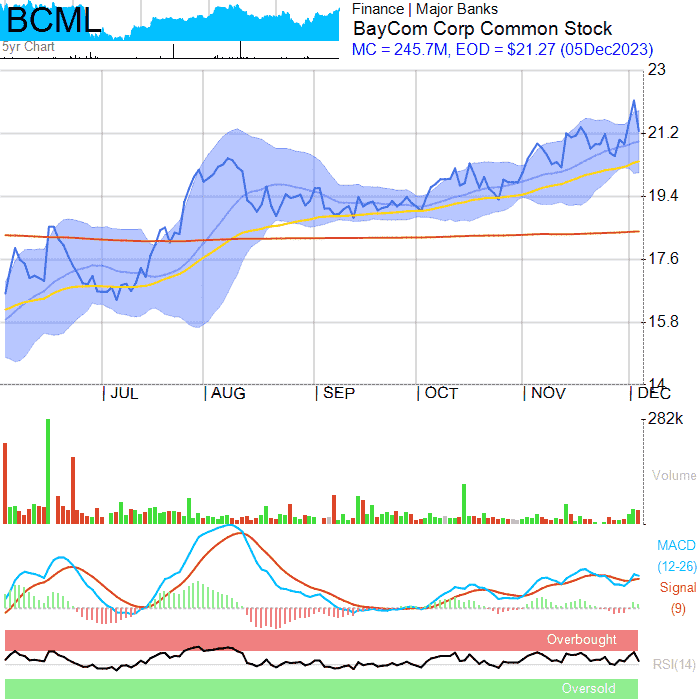 BCML
5yr Chart
Finance | Major Banks
BayCom Corp Common Stock
MC = 245.7M, EOD = $21.27 (05Dec2023)
23
21.2
19.4
17.6
15.8
14
| JUL | AUG | SEP | OCT | NOV | DEC
282k
Volume
MACD
(12-26)
Signal
(9)
Overbought
RSI(14)
Oversold